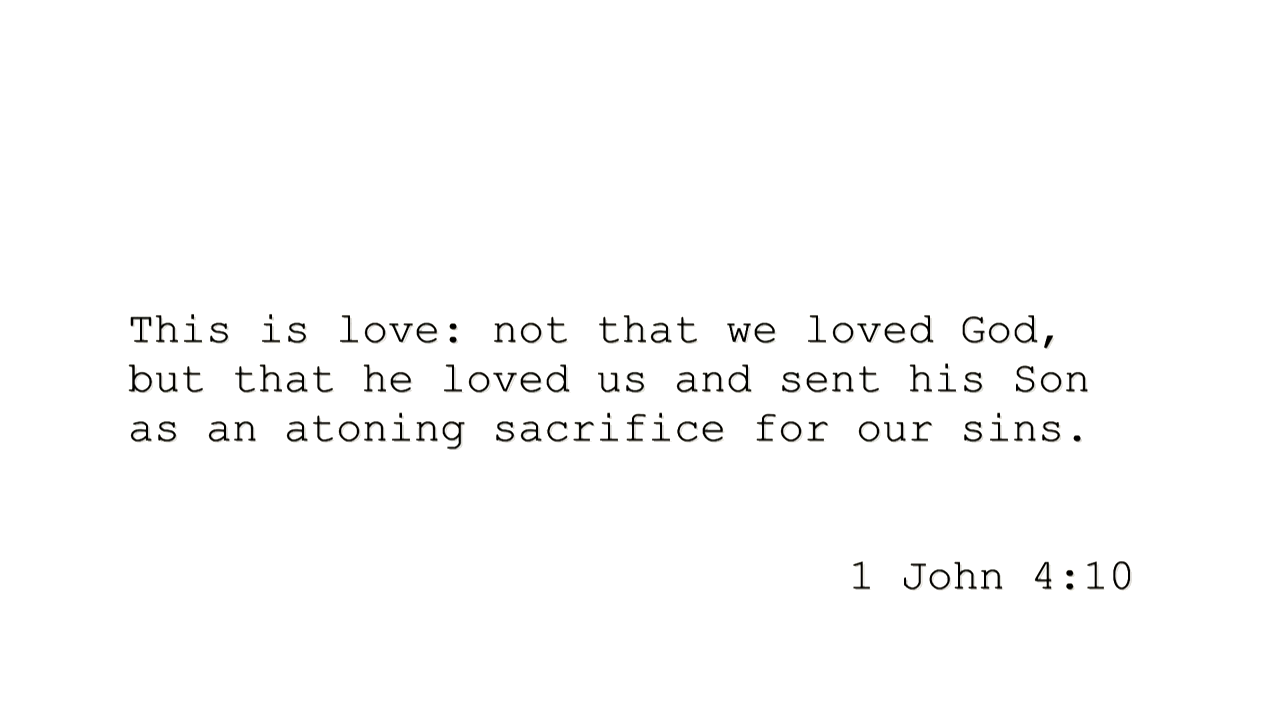 This is love: not that we loved God,
but that he loved us and sent his Son
as an atoning sacrifice for our sins.
1 John 4:10